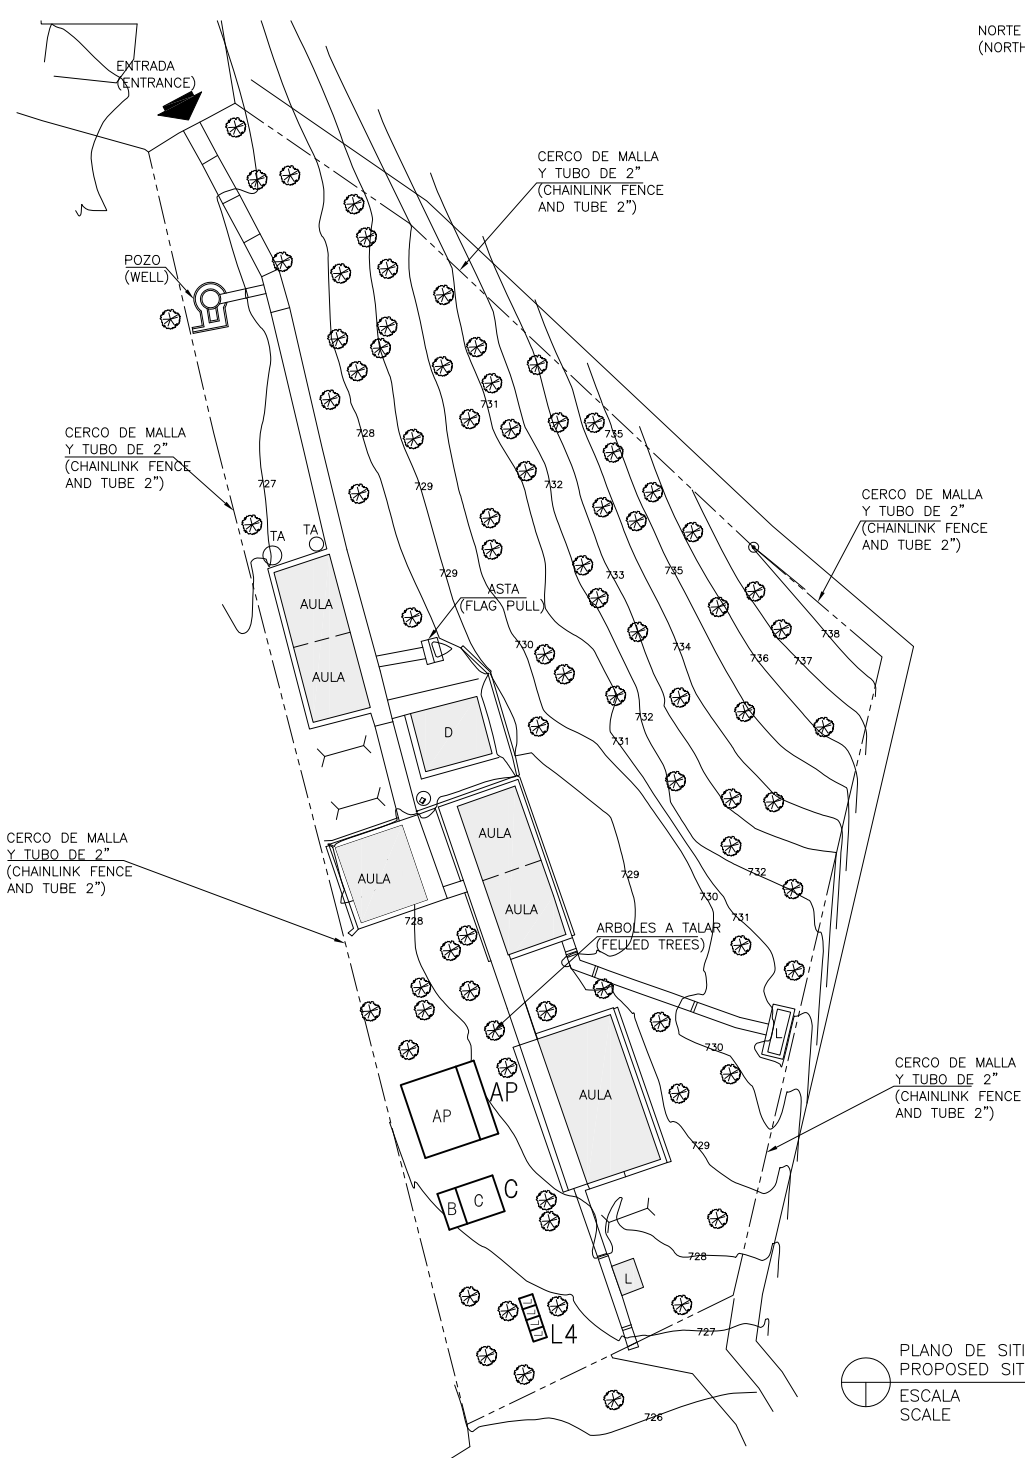 NORTE
(NORTH
ENTRADA
(ENTRANCE)
CERCO DE MALLA
Y TUBO DE 2"
(CHAINLINK FENCE
AND TUBE 2")
POZO
(WELL)
731
735
728
CERCO DE MALLA
Y TUBO DE 2"
(CHAINLINK FENCE
AND TUBE 2")
727
729
732
CERCO DE MALLA
Y TUBO DE 2"
(CHAINLINK FENCE
AND TUBE 2")
TA
TA
729
733
735
ASTA
(FLAG PULL)
AULA
738
730
734
736
737
AULA
732
D
731
AULA
CERCO DE MALLA
Y TUBO DE 2"
(CHAINLINK FENCE
AND TUBE 2")
AULA
729
732
730
AULA
728
731
ARBOLES A TALAR
(FELLED TREES)
L
730
CERCO DE MALLA
Y TUBO DE 2"
(CHAINLINK FENCE
AND TUBE 2")
AP
AP
AULA
729
C
B
C
728
L
L4
727
PLANO DE SITI
PROPOSED SIT
ESCALA
SCALE
726